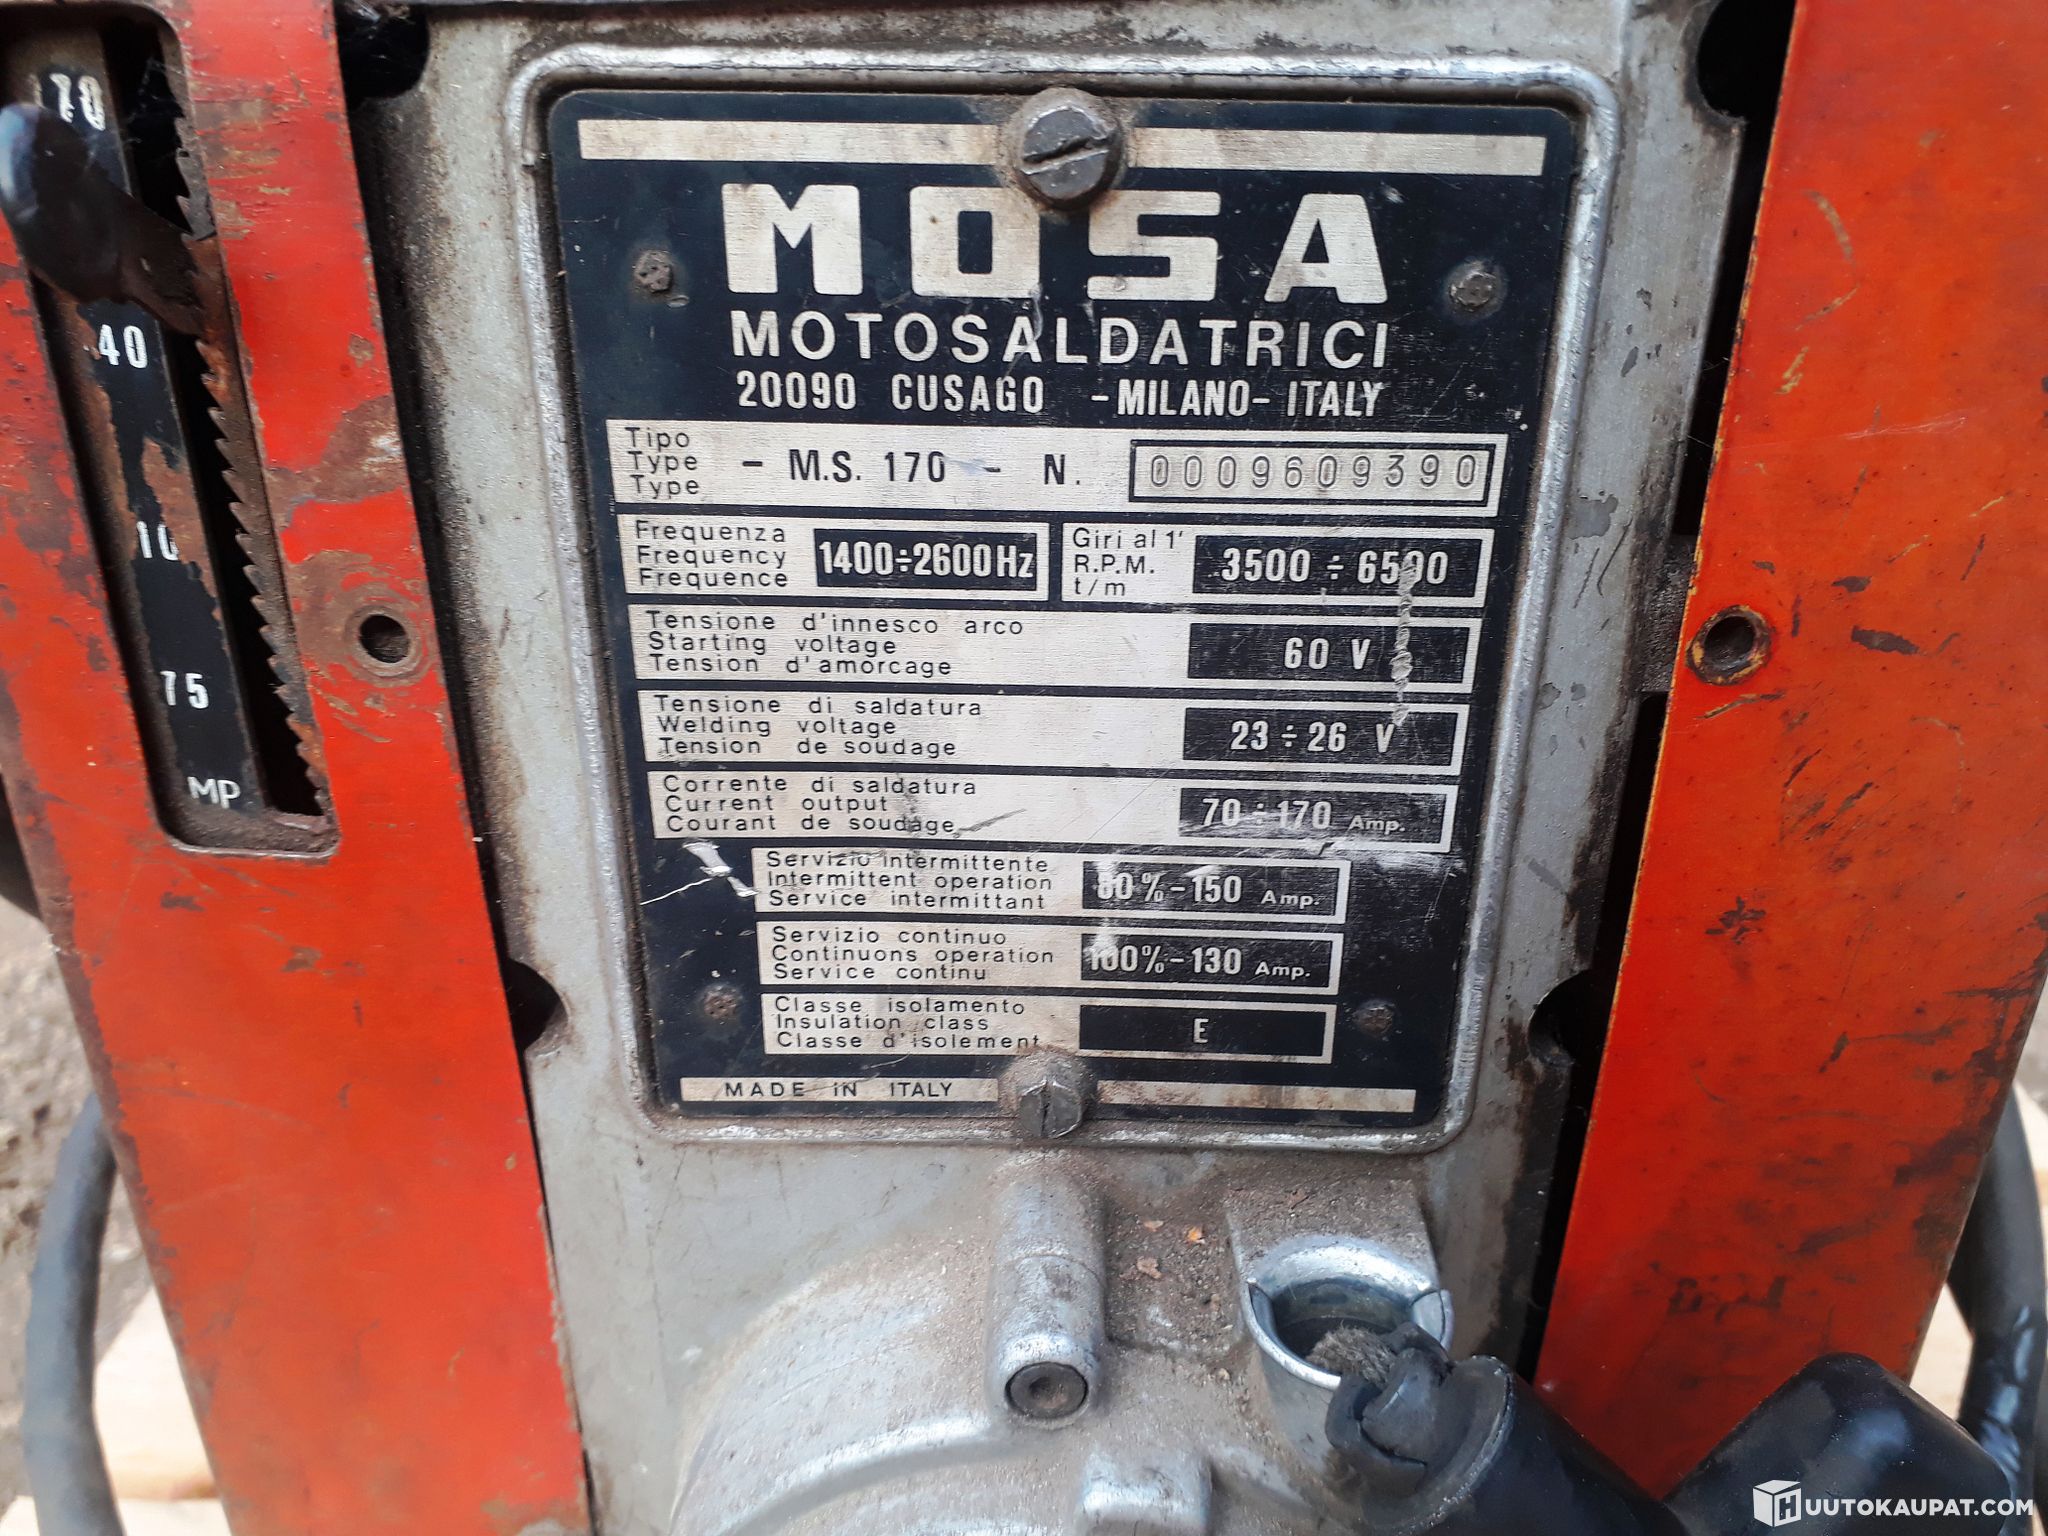 70
40
75
MP
MOSA
MOTOSALDATRICI
20090 CUSAGO -MILANO- ITALY
Tipo
Type - M.S. 170 - N. 0009609390
Type
Frequenza
Frequency 1400÷2600Hz
Frequence
Giri al 1'
R.P.M. 3500 ÷ 6500
t/m
Tensione d'innesco arco
Starting voltage 60 V
Tension d'amorcage
Tensione di saldatura
Welding voltage 23÷26 V
Tension de soudage
Corrente di saldatura
Current output 70÷170 Amp.
Courant de soudage
Servizio intermittente
Intermittent operation 60%-150 Amp.
Service intermittant
Servizio continuo
Continuons operation 100%-130 Amp.
Service continu
Classe isolamento
Insulation class E
Classe d'isolement
MADE IN ITALY
HUUTOKAUPAT.COM